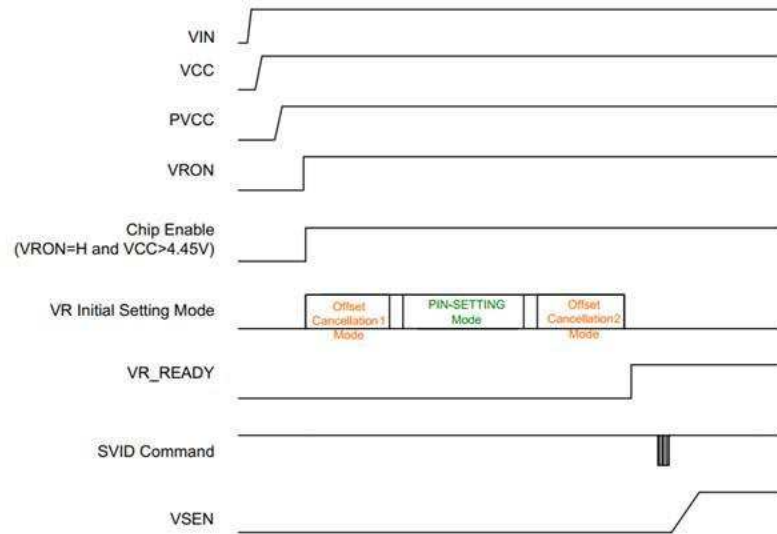 VIN
VCC
PVCC
VRON
Chip Enable
(VRON=H and VCC>4.45V)
VR Initial Setting Mode
Offset
Cancellation1
Mode
PIN-SETTING
Mode
Offset
Cancellation2
Mode
VR_READY
SVID Command
VSEN